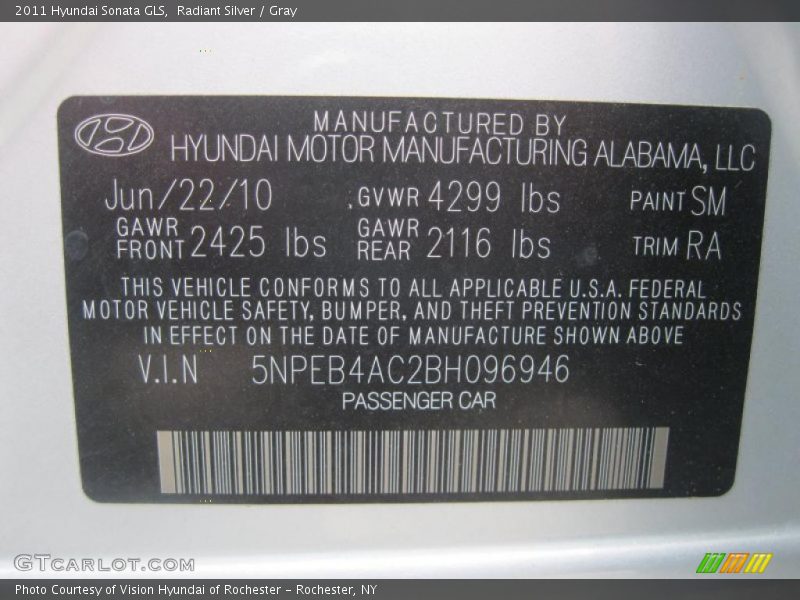 2011 Hyundai Sonata GLS, Radiant Silver / Gray
MANUFACTURED BY
HYUNDAI MOTOR MANUFACTURING ALABAMA, LLC
Jun/22/10 GVWR 4299 lbs PAINT SM
GAWR FRONT 2425 lbs GAWR REAR 2116 lbs TRIM RA
THIS VEHICLE CONFORMS TO ALL APPLICABLE U.S.A. FEDERAL
MOTOR VEHICLE SAFETY, BUMPER, AND THEFT PREVENTION STANDARDS
IN EFFECT ON THE DATE OF MANUFACTURE SHOWN ABOVE
V.I.N 5NPEB4AC2BH096946
PASSENGER CAR
GTCARLOT.COM
Photo Courtesy of Vision Hyundai of Rochester - Rochester, NY